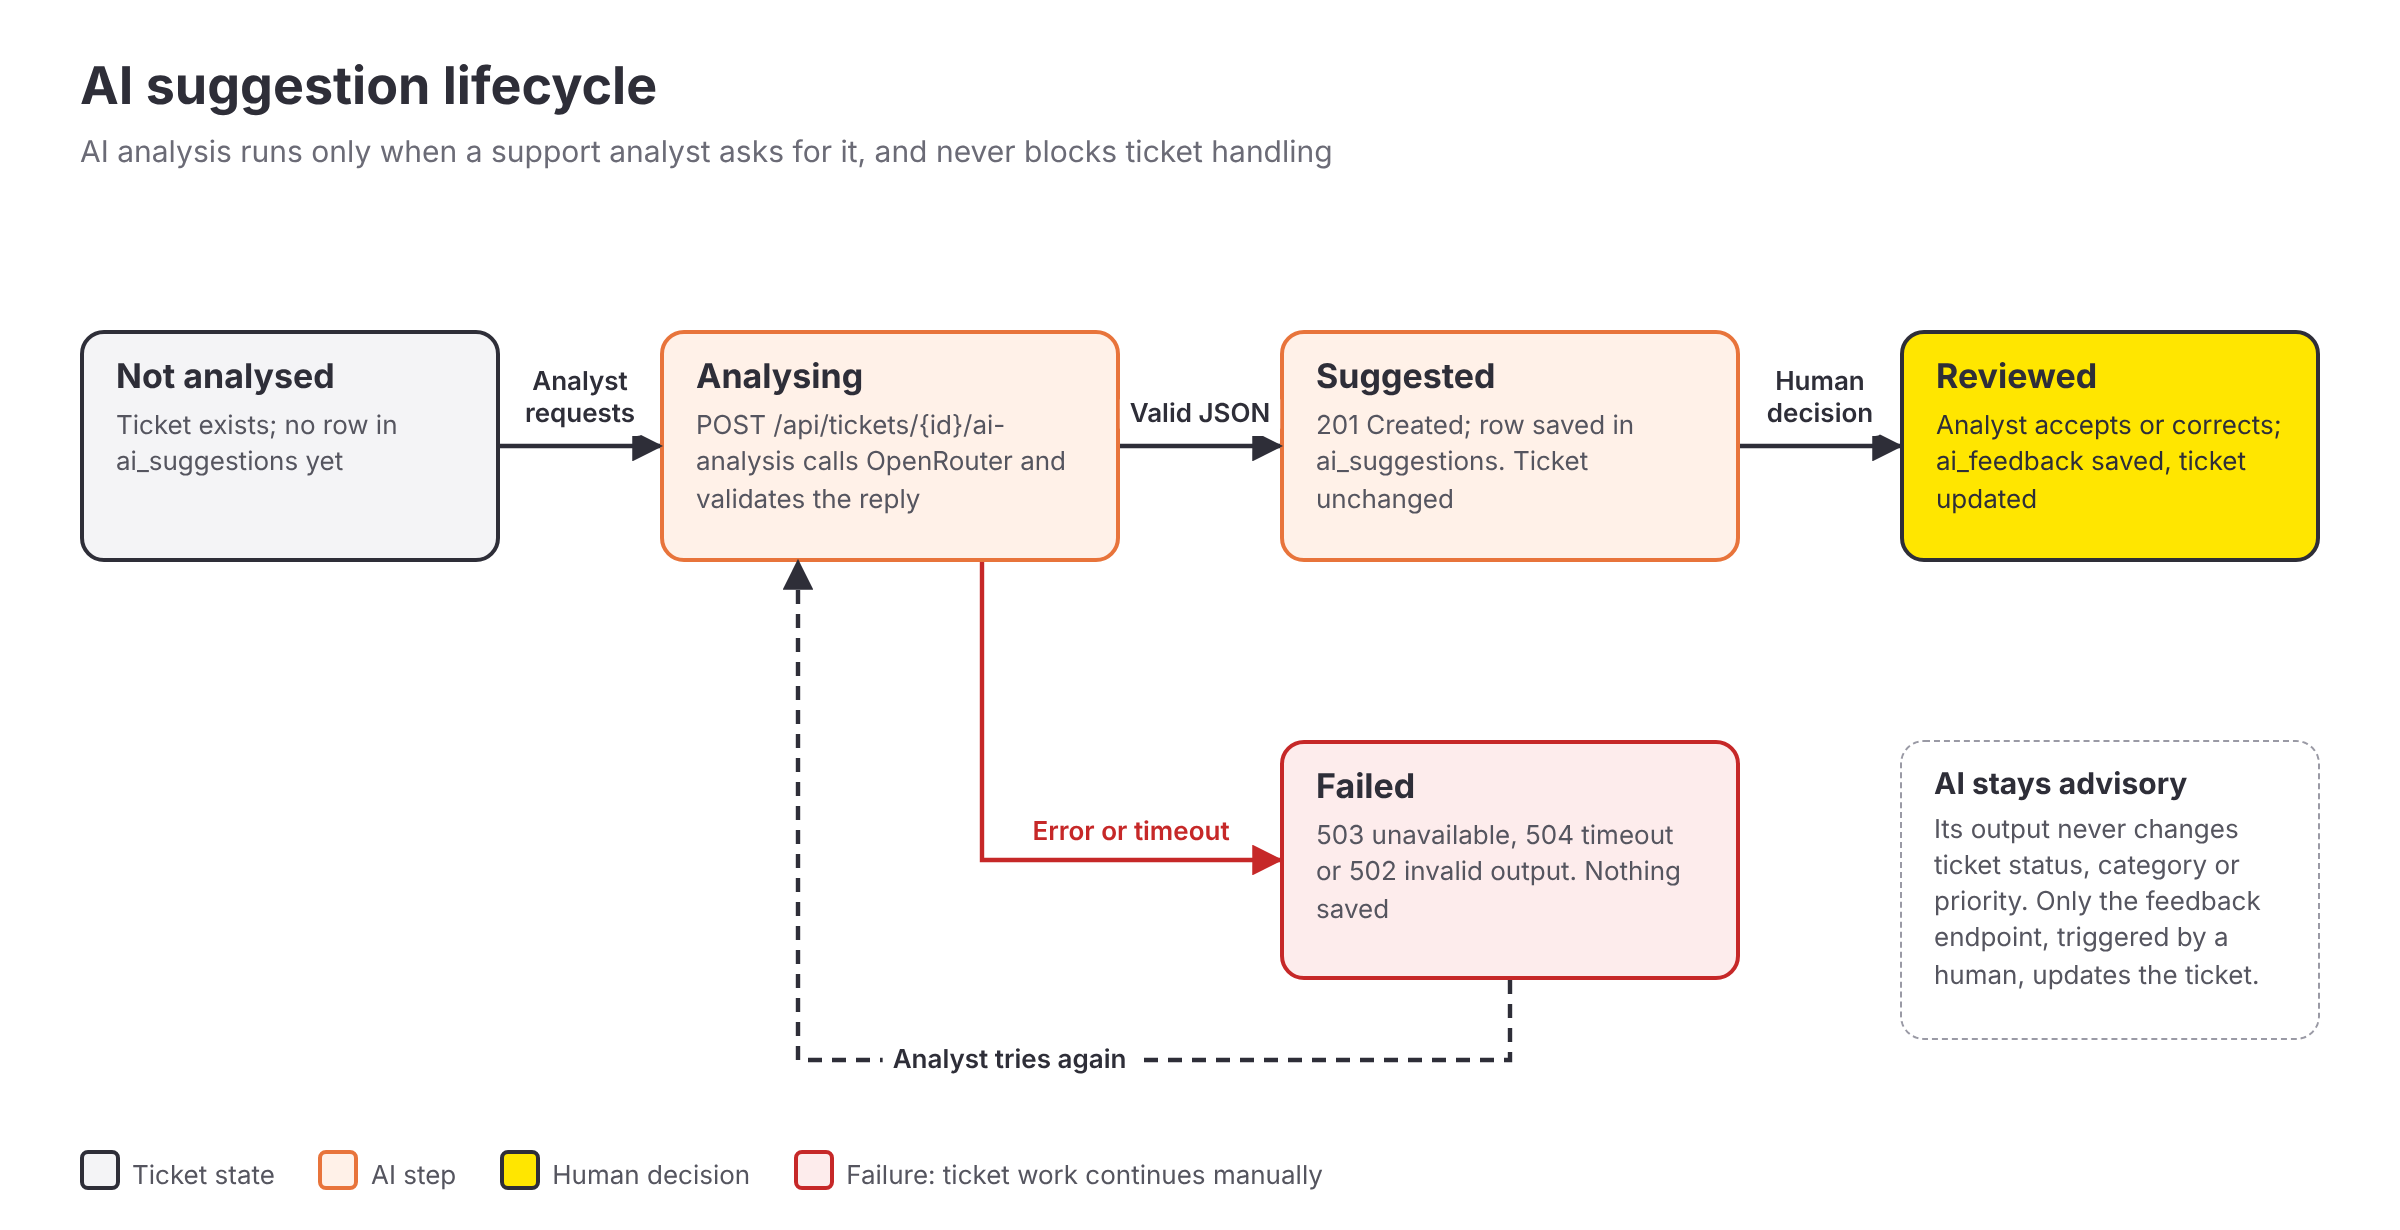 AI suggestion lifecycle
AI analysis runs only when a support analyst asks for it, and never blocks ticket handling
Not analysed
Ticket exists; no row in
ai_suggestions yet
Analyst
requests
Analysing
POST /api/tickets/{id}/ai-
analysis calls OpenRouter and
validates the reply
Valid JSON
Suggested
201 Created; row saved in
ai_suggestions. Ticket
unchanged
Human
decision
Reviewed
Analyst accepts or corrects;
ai_feedback saved, ticket
updated
Error or timeout
Failed
503 unavailable, 504 timeout
or 502 invalid output. Nothing
saved
AI stays advisory
Its output never changes
ticket status, category or
priority. Only the feedback
endpoint, triggered by a
human, updates the ticket.
Analyst tries again
Ticket state
AI step
Human decision
Failure: ticket work continues manually